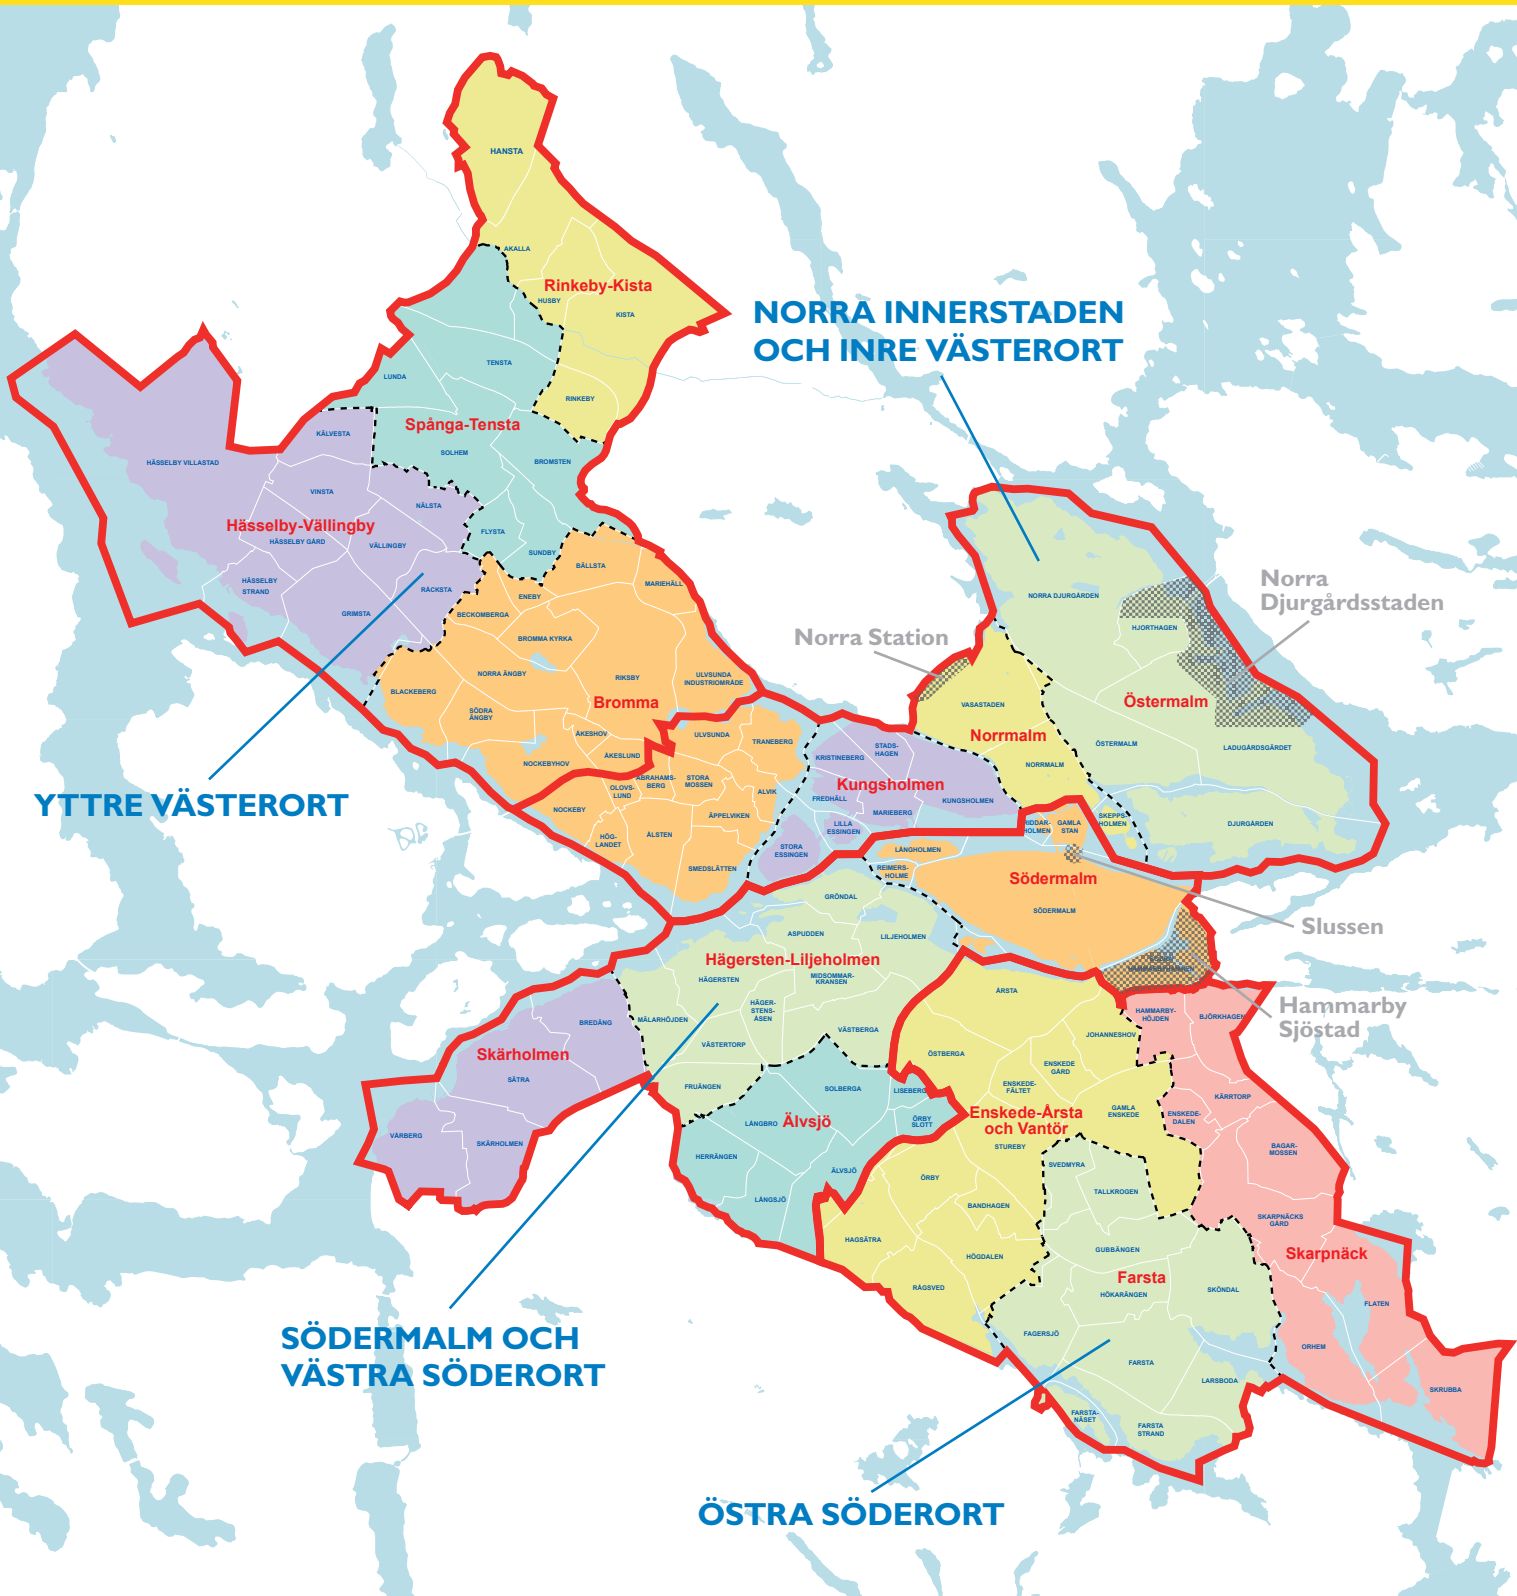 HANSTA
AKALLA
Rinkeby-Kista
HUSBY
KISTA
NORRA INNERSTADEN
OCH INRE VÄSTERORT
TENSTA
LUNDA
RINKEBY
Spånga-Tensta
KÄLVESTA
SOLHEM
BROMSTEN
HÄSSELBY VILLASTAD
VINSTA
NÄLSTA
Hässelby-Vällingby
HÄSSELBY GÅRD
VÄLLINGBY
FLYSTA
SUNDBY
BÄLLSTA
MARIEHÄLL
HÄSSELBY
STRAND
RÅCKSTA
GRIMSTA
ENEBY
BECKOMBERGA
BROMMA KYRKA
NORRA ÄNGBY
RIKSBY
ULVSUNDA
INDUSTRIOMRÅDE
BLACKEBERG
Bromma
SÖDRA
ÄNGBY
ÅKESHOV
ÅKESLUND
NOCKEBYHOV
ULVSUNDA
TRANEBERG
ABRAHAMS-
BERG
STORA
MOSSEN
OLOVS-
LUND
ALVIK
NOCKEBY
ÄPPELVIKEN
HÖG-
LANDET
ÅLSTEN
SMEDSLÄTTEN
YTTRE VÄSTERORT
Norra
Djurgårdsstaden
NORRA DJURGÅRDEN
HJORTHAGEN
Norra Station
Östermalm
VASASTADEN
Norrmalm
ÖSTERMALM
LADUGÅRDSGÄRDET
NORRMALM
STADS-
HAGEN
KRISTINEBERG
Kungsholmen
FREDHÄLL
KUNGSHOLMEN
MARIEBERG
LILLA
ESSINGEN
STORA
ESSINGEN
SKEPPS-
HOLMEN
DJURGÅRDEN
RIDDAR-
HOLMEN
GAMLA
STAN
LÅNGHOLMEN
REIMERS-
HOLME
Södermalm
SÖDERMALM
Slussen
GRÖNDAL
ASPUDDEN
LILJEHOLMEN
Hägersten-Liljeholmen
MIDSOMMAR-
KRANSEN
HÄGERSTEN
SÖDRA
HAMMARBYHAMNEN
Hammarby
Sjöstad
ÅRSTA
HÄGER-
STENS-
ÅSEN
MÄLARHÖJDEN
BREDÄNG
VÄSTBERGA
VÄSTERTORP
JOHANNESHOV
HAMMARBY-
HÖJDEN
BJÖRKHAGEN
Skärholmen
SÄTRA
ÖSTBERGA
ENSKEDE
GÅRD
FRUÄNGEN
SOLBERGA
LISEBERG
ENSKEDE-
FÄLTET
KÄRRTORP
Älvsjö
ÖRBY
SLOTT
LÅNGBRO
Enskede-Årsta
och Vantör
GAMLA
ENSKEDE
ENSKEDE-
DALEN
VÅRBERG
SKÄRHOLMEN
STUREBY
BAGAR-
MOSSEN
HERRÄNGEN
ÄLVSJÖ
SVEDMYRA
ÖRBY
TALLKROGEN
LÅNGSJÖ
BANDHAGEN
SKARPNÄCKS
GÅRD
HAGSÄTRA
HÖGDALEN
GUBBÄNGEN
Skarpnäck
Farsta
RÅGSVED
HÖKARÄNGEN
SKÖNDAL
FLATEN
FAGERSJÖ
ORHEM
FARSTA
LARSBODA
SKRUBBA
FARSTA-
NÄSET
FARSTA
STRAND
SÖDERMALM OCH
VÄSTRA SÖDERORT
ÖSTRA SÖDERORT